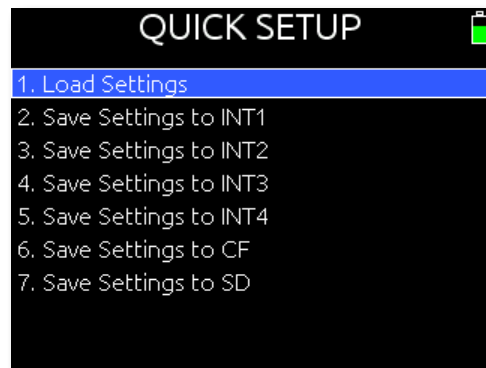 QUICK SETUP
1. Load Settings
2. Save Settings to INT1
3. Save Settings to INT2
4. Save Settings to INT3
5. Save Settings to INT4
6. Save Settings to CF
7. Save Settings to SD